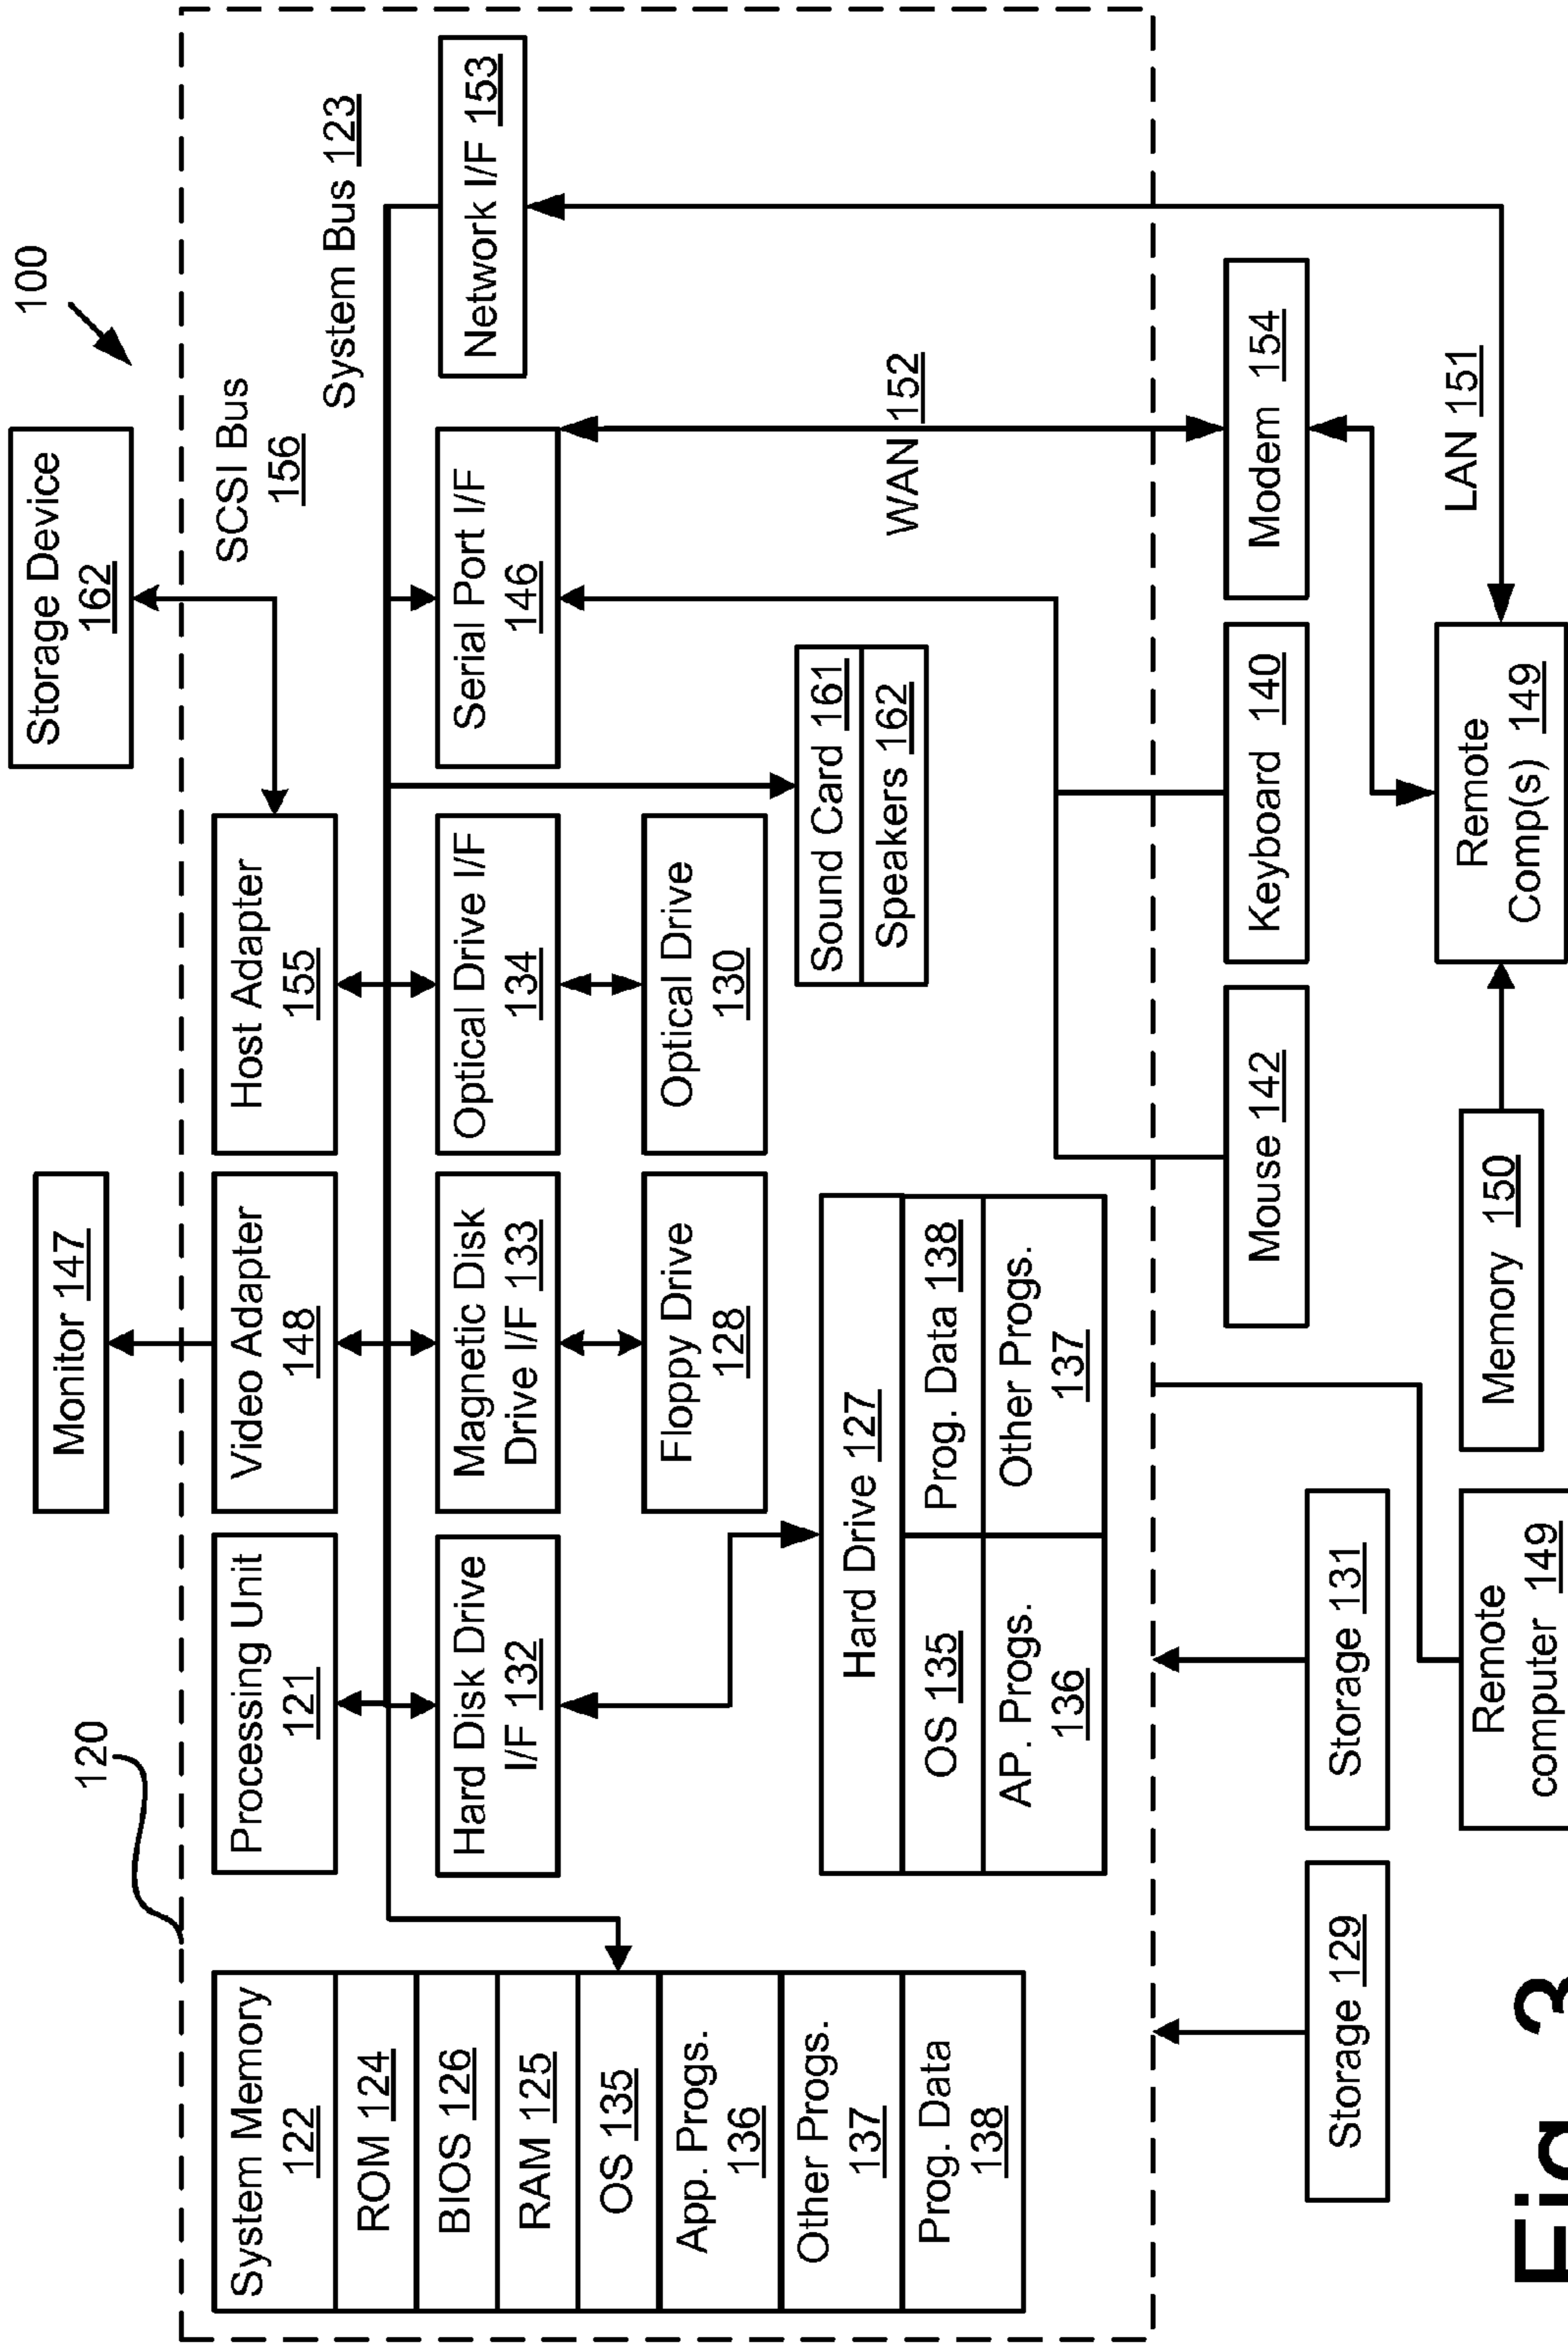 100
120
Monitor 147
Storage Device
162
SCSI Bus
156
System Memory
122
ROM 124
BIOS 126
RAM 125
OS 135
App. Progs.
136
Other Progs.
137
Prog. Data
138
Processing Unit
121
Video Adapter
148
Host Adapter
155
System Bus 123
Hard Disk Drive
I/F 132
Magnetic Disk
Drive I/F 133
Optical Drive I/F
134
Serial Port I/F
146
Network I/F 153
Floppy Drive
128
Optical Drive
130
Sound Card 161
Speakers 162
Hard Drive 127
OS 135
Prog. Data 138
AP. Progs.
136
Other Progs.
137
WAN 152
Storage 129
Storage 131
Mouse 142
Keyboard 140
Modem 154
LAN 151
Remote
computer 149
Memory 150
Remote
Comp(s) 149
Fig 3